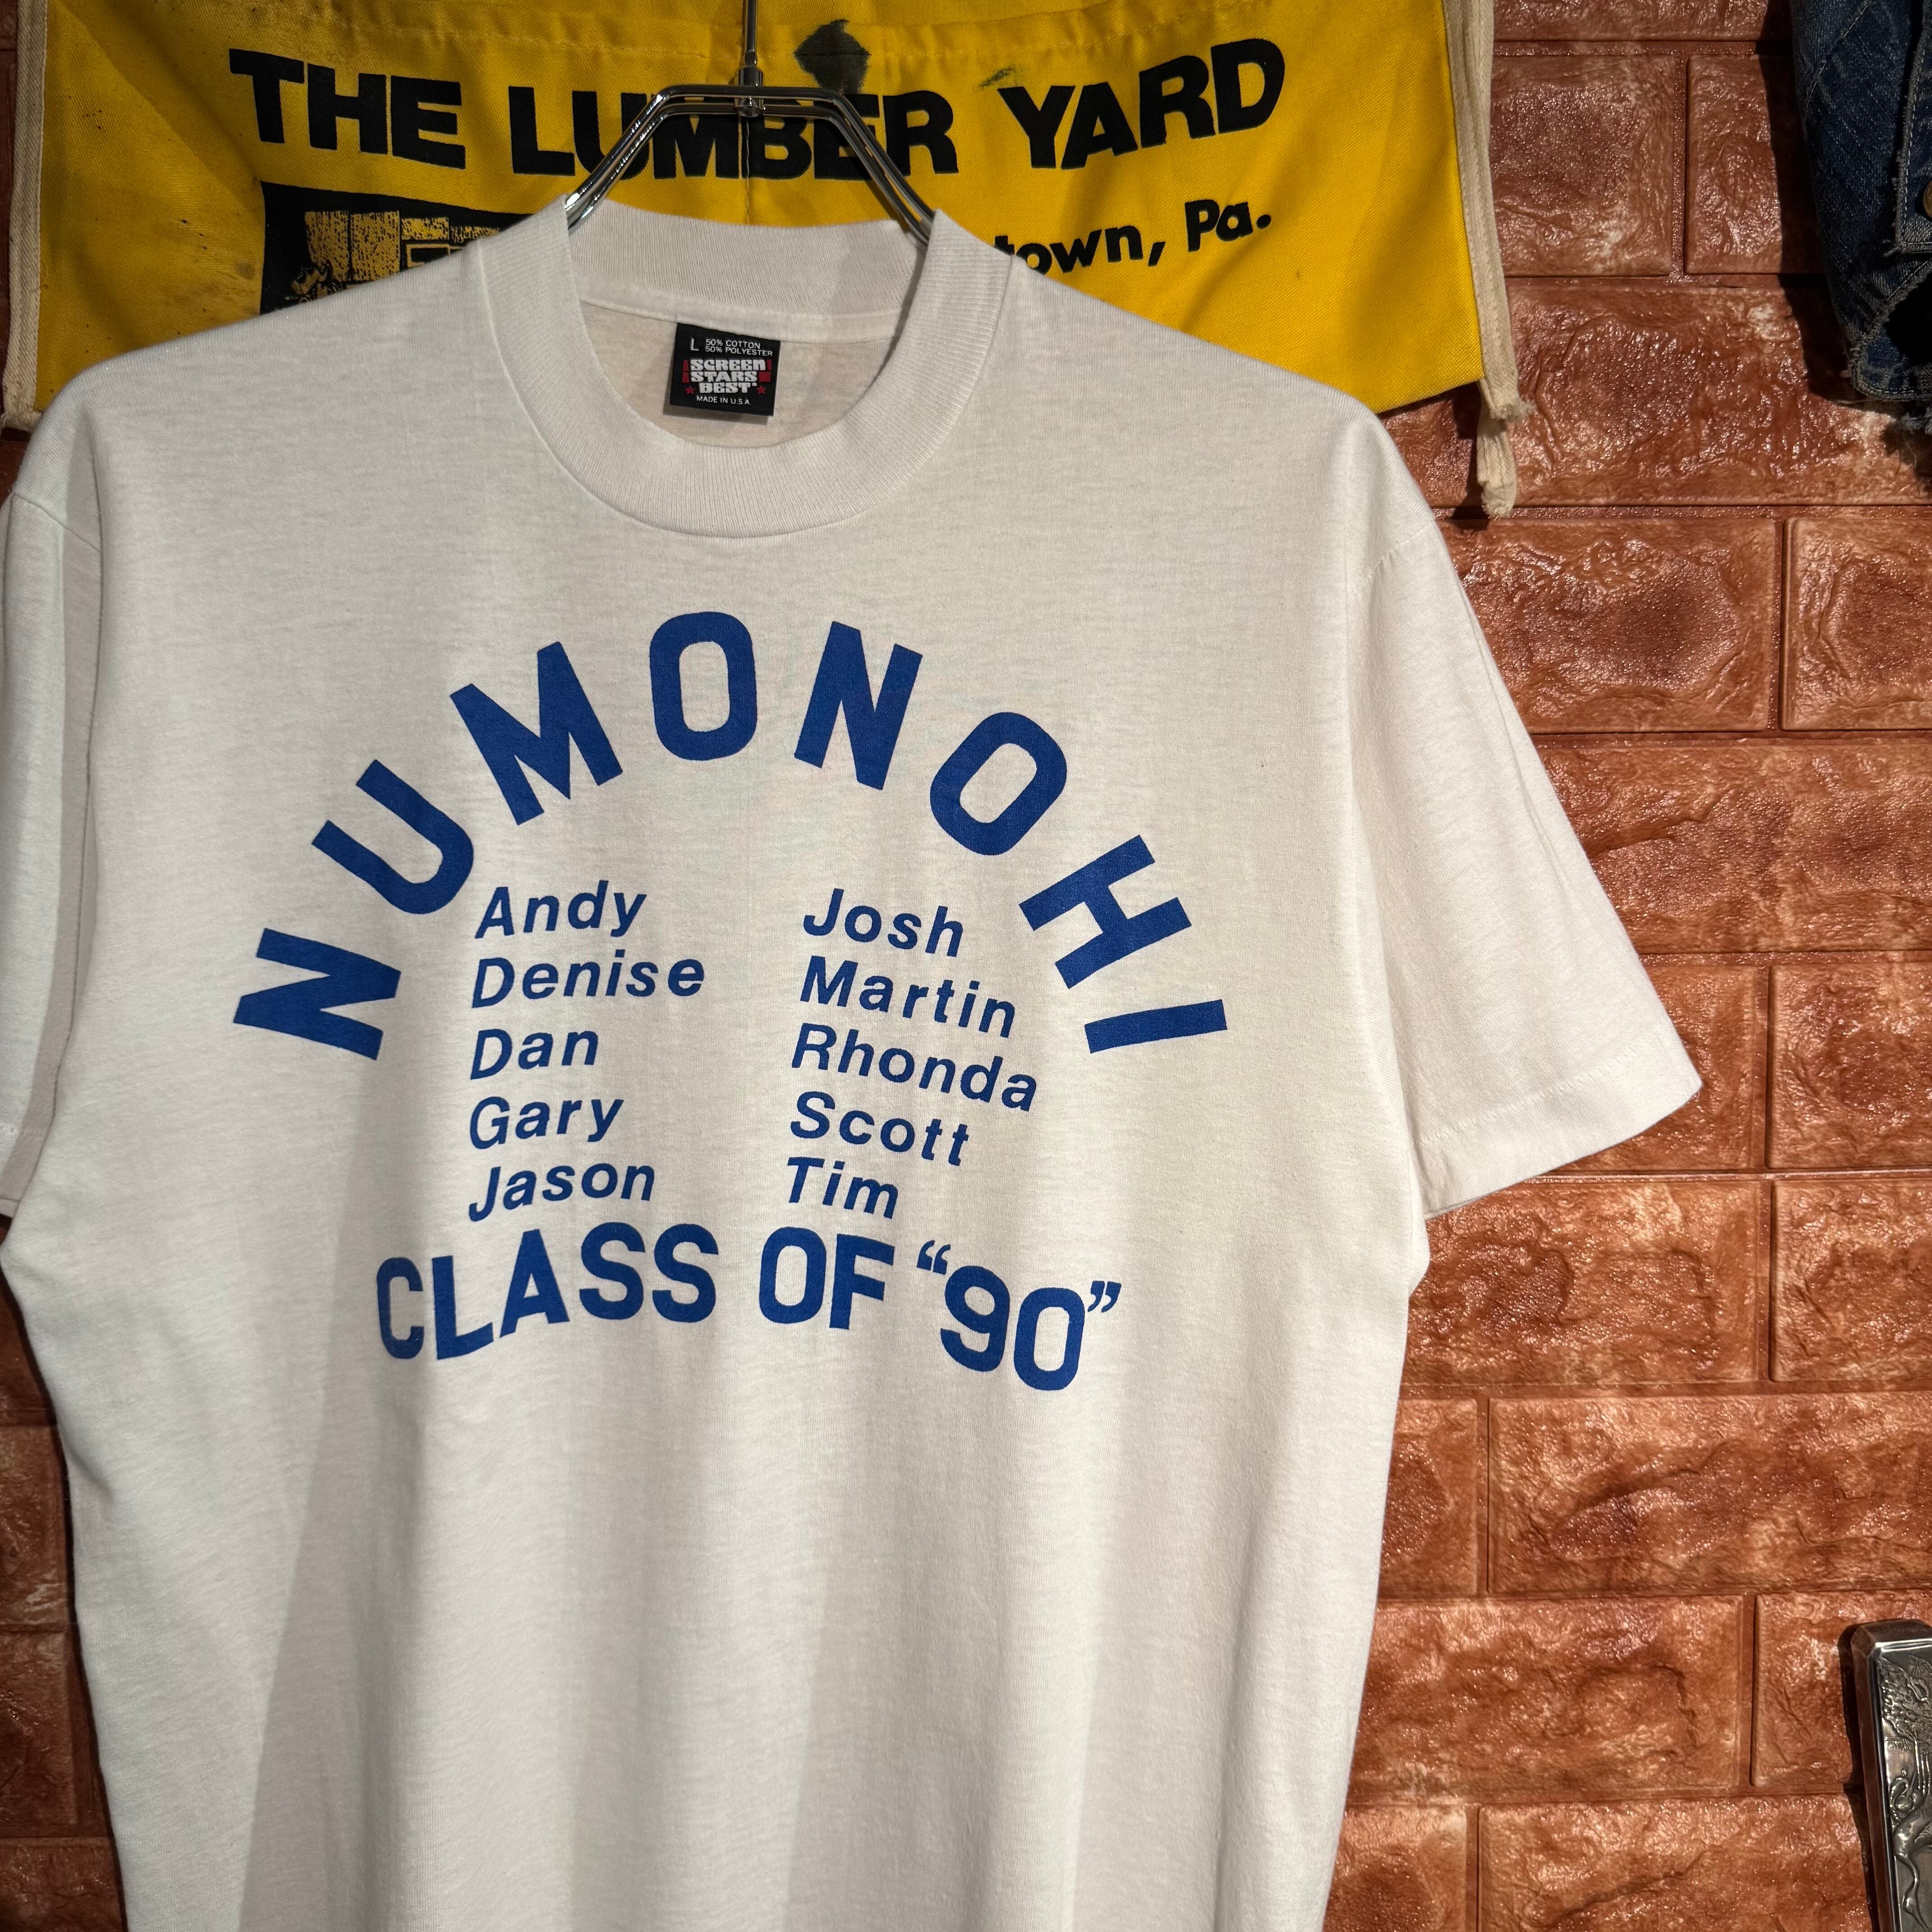 THE LUMBER YARD
town, Pa.
L 50% COTTON
50% POLYESTER
SCREEN
STARS
BEST
MADE IN U.S.A.
NUMONOHI
Andy
Denise
Dan
Gary
Jason
Josh
Martin
Rhonda
Scott
Tim
CLASS OF “90”